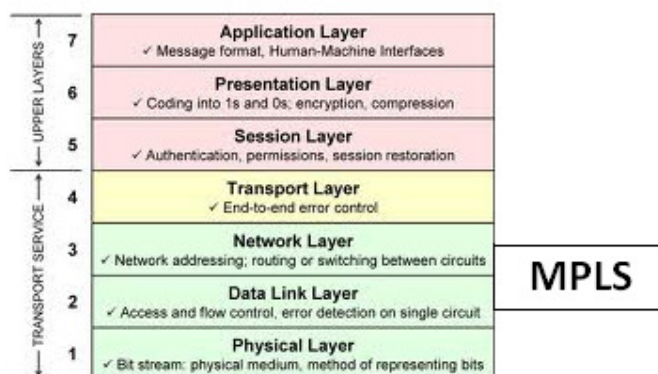 UPPER LAYERS
7
Application Layer
✓ Message format, Human-Machine Interfaces
6
Presentation Layer
✓ Coding into 1s and 0s; encryption, compression
5
Session Layer
✓ Authentication, permissions, session restoration
TRANSPORT SERVICE
4
Transport Layer
✓ End-to-end error control
3
Network Layer
✓ Network addressing; routing or switching between circuits
2
Data Link Layer
✓ Access and flow control, error detection on single circuit
1
Physical Layer
✓ Bit stream: physical medium, method of representing bits
MPLS